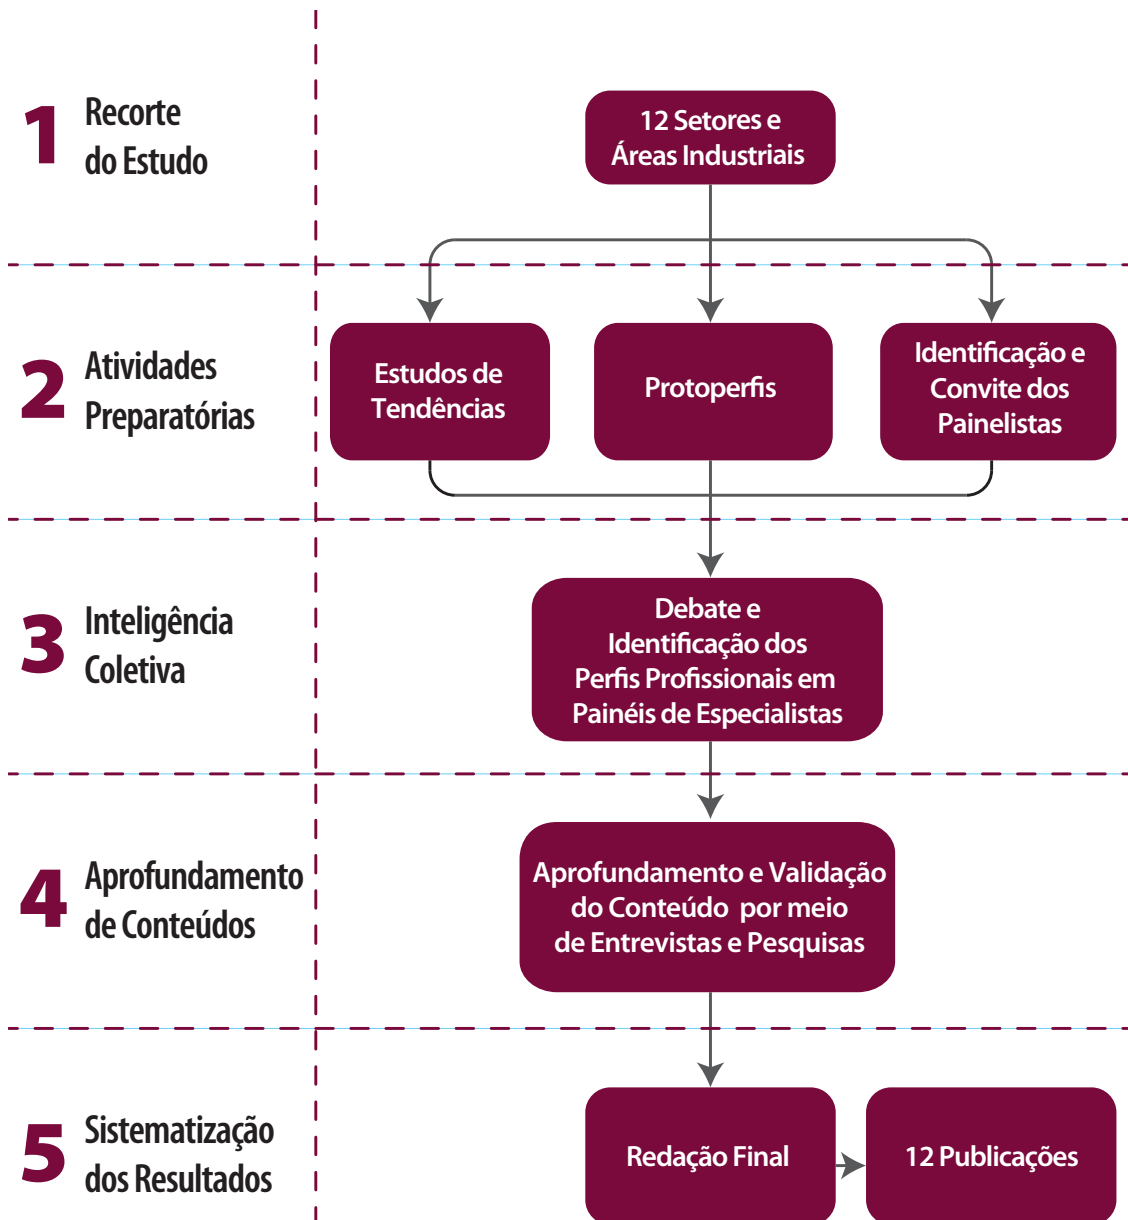 1
Recorte
do Estudo
12 Setores e
Áreas Industriais
2
Atividades
Preparatórias
Estudos de
Tendências
Protoperfis
Identificação e
Convite dos
Painelistas
3
Inteligência
Coletiva
Debate e
Identificação dos
Perfis Profissionais em
Painéis de Especialistas
4
Aprofundamento
de Conteúdos
Aprofundamento e Validação
do Conteúdo por meio
de Entrevistas e Pesquisas
5
Sistematização
dos Resultados
Redação Final
12 Publicações